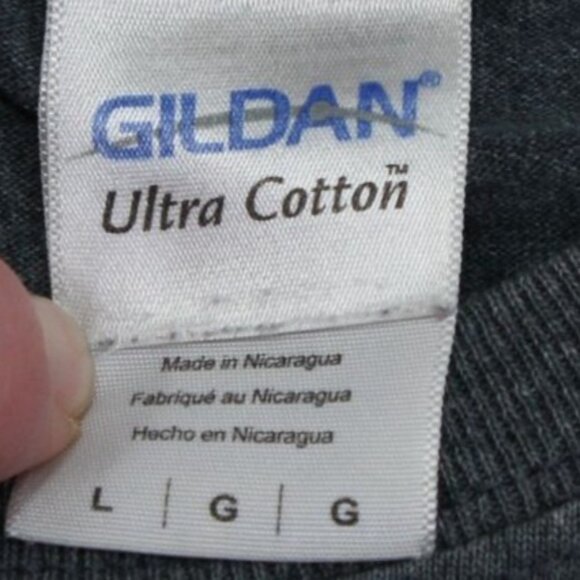 GILDAN®
Ultra Cotton™
Made in Nicaragua
Fabriqué au Nicaragua
Hecho en Nicaragua
L | G | G